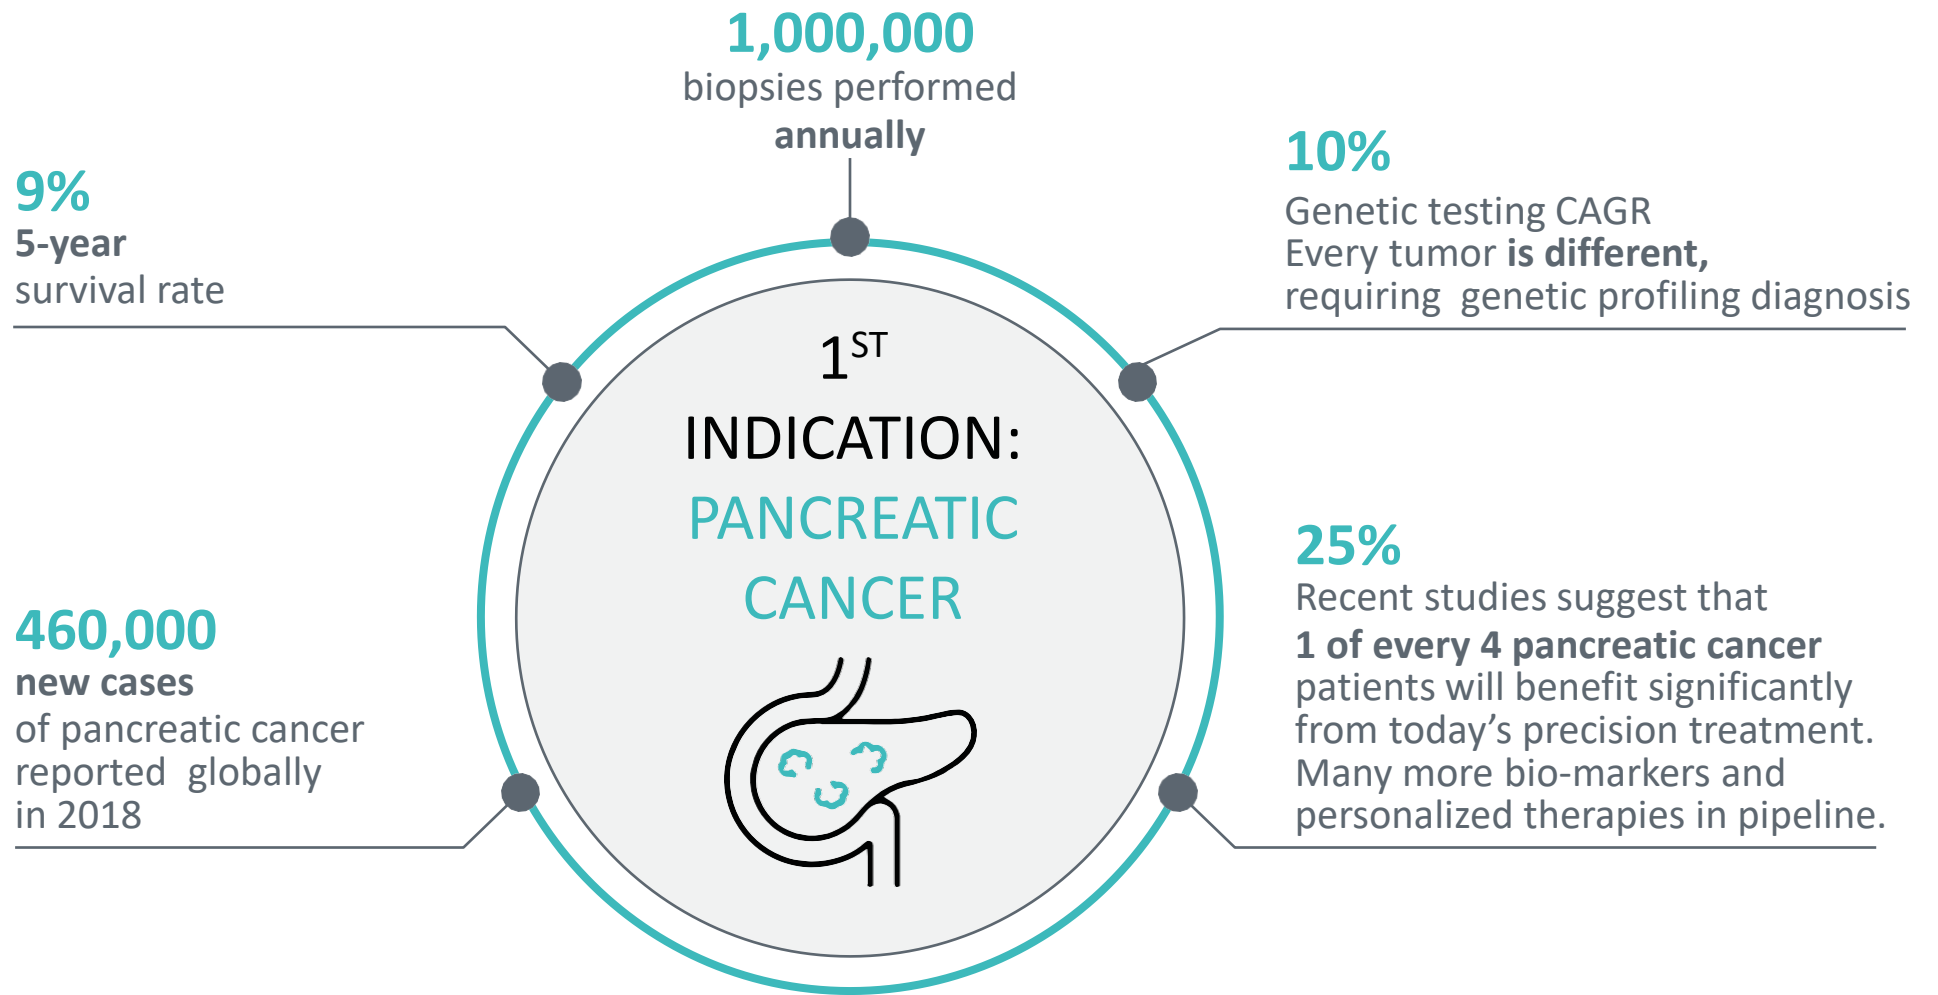 1,000,000
biopsies performed
annually
9%
5-year
survival rate
10%
Genetic testing CAGR
Every tumor is different,
requiring  genetic profiling diagnosis
1ST
INDICATION:
PANCREATIC
CANCER
460,000
new cases
of pancreatic cancer
reported  globally
in 2018
25%
Recent studies suggest that
1 of every 4 pancreatic cancer
patients will benefit significantly
from today’s precision treatment.
Many more bio-markers and
personalized therapies in pipeline.